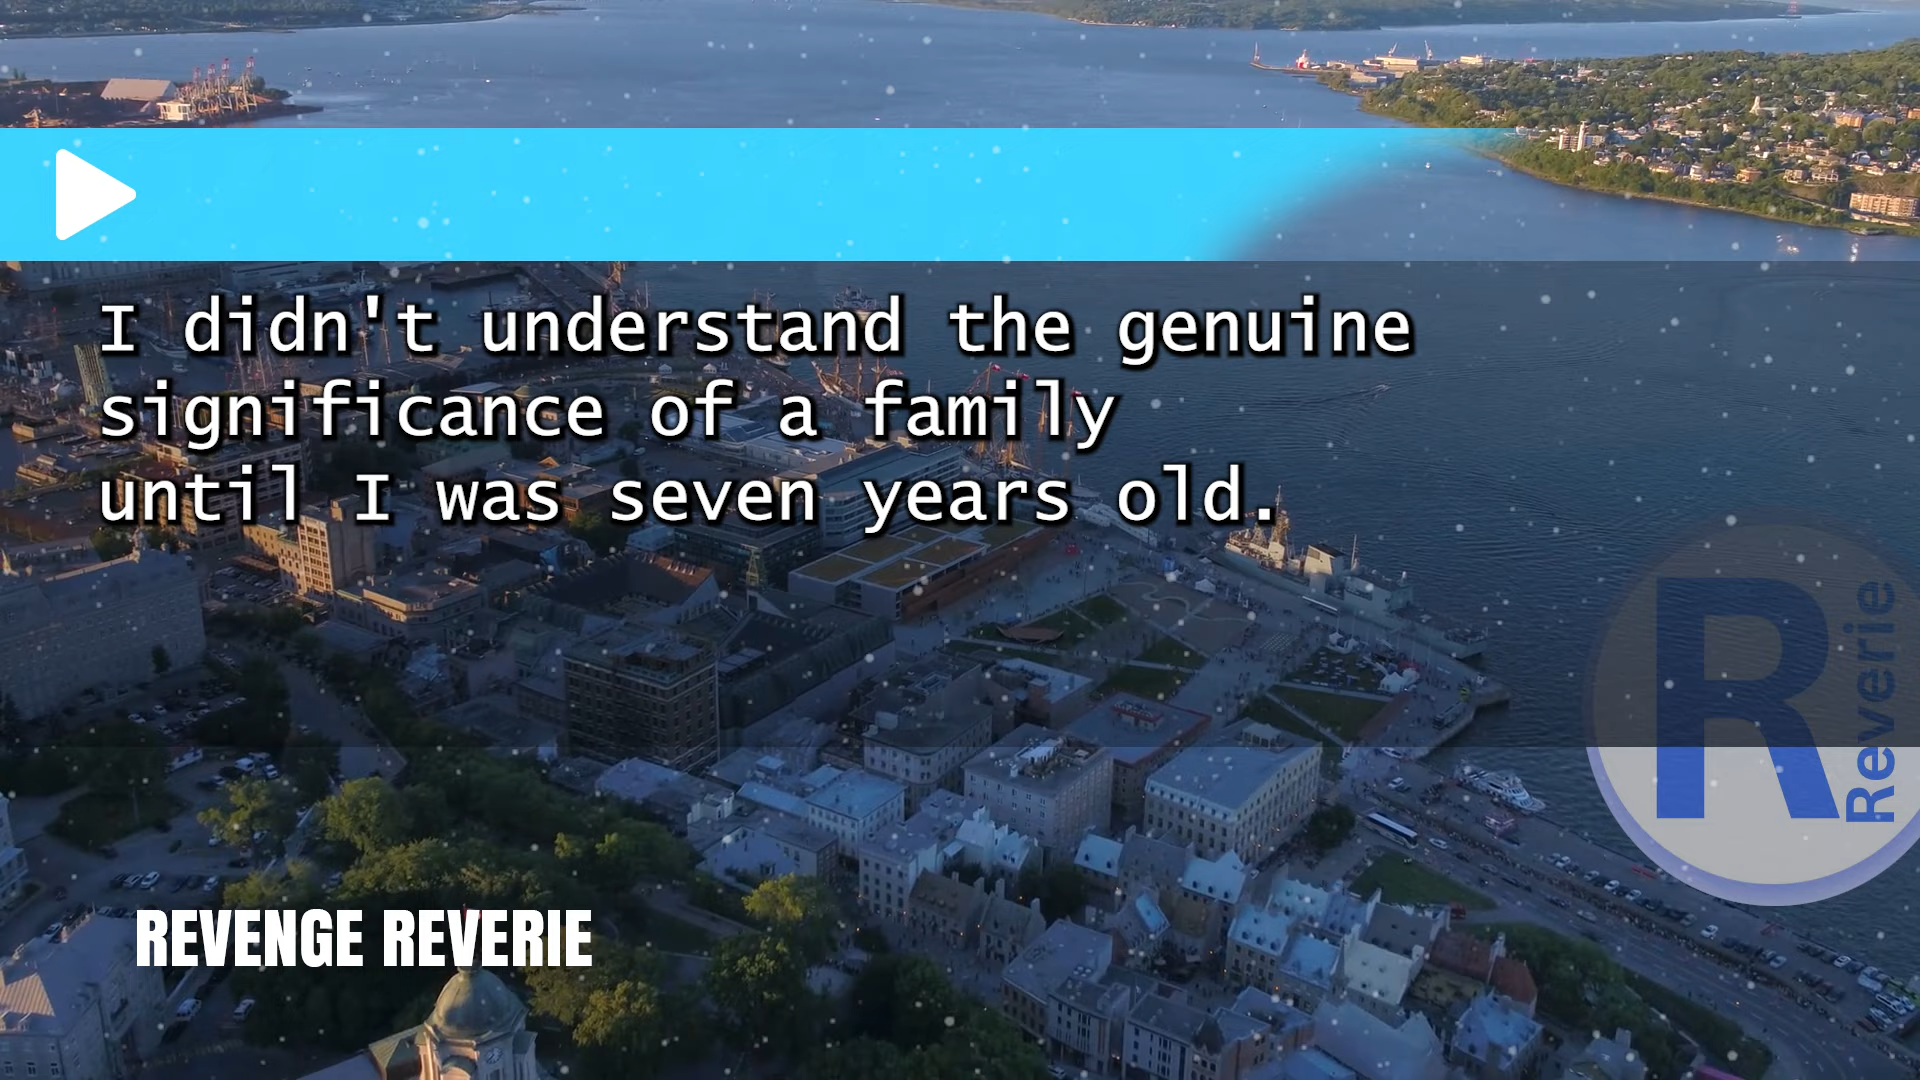 I didn't understand the genuine
significance of a family
until I was seven years old.
R
Reverie
REVENGE REVERIE